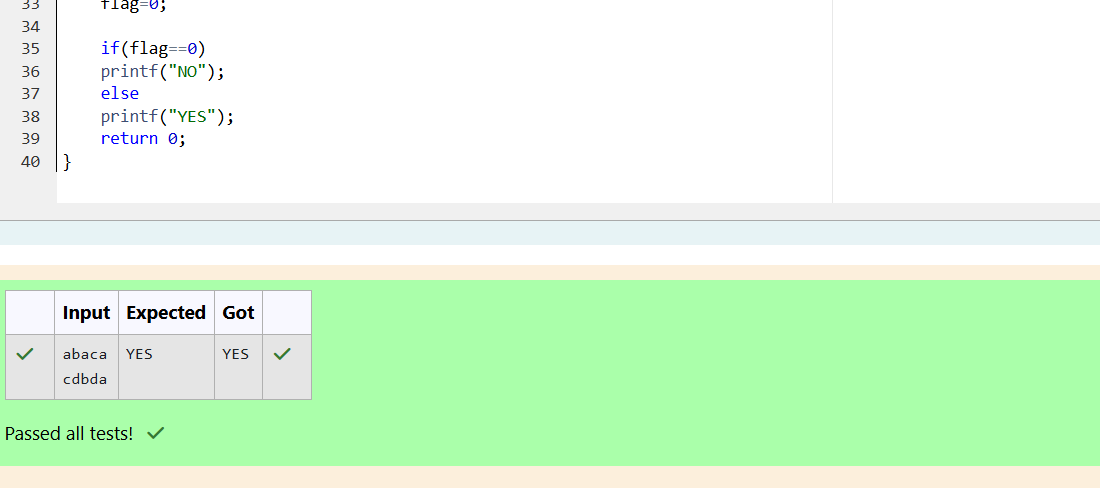 33 flag=0;
34
35 if(flag==0)
36 printf("NO");
37 else
38 printf("YES");
39 return 0;
40 }
Input Expected Got
abaca YES YES
cdbda
Passed all tests!